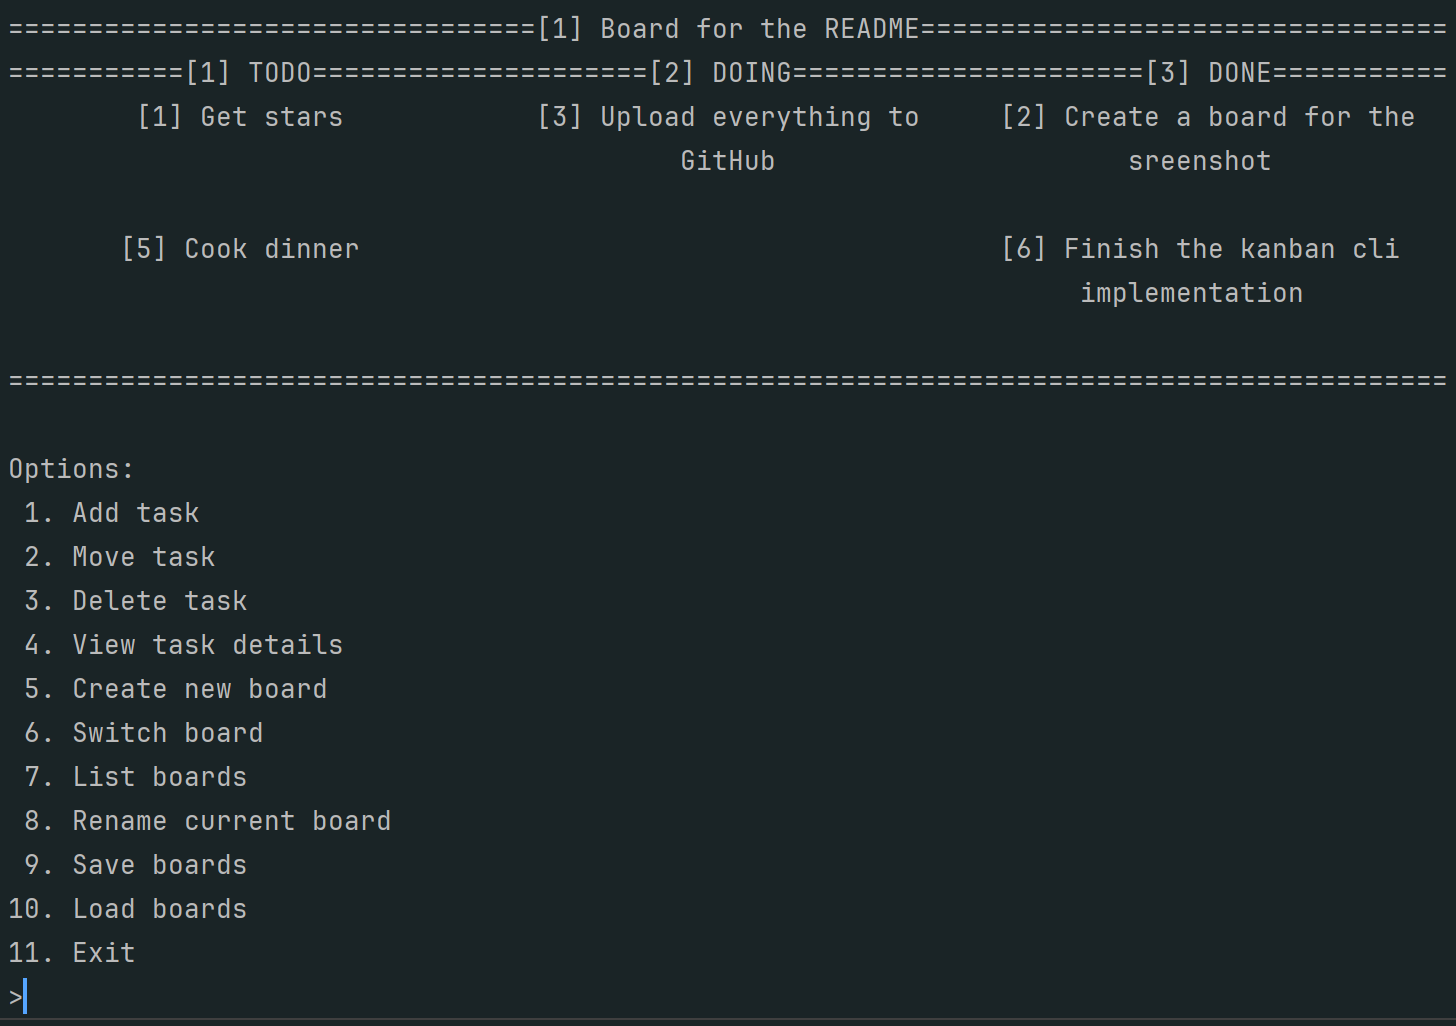 =================================[1] Board for the README=================================
===========[1] TODO=====================[2] DOING======================[3] DONE===========
        [1] Get stars            [3] Upload everything to     [2] Create a board for the
                                          GitHub                      sreenshot

       [5] Cook dinner                                        [6] Finish the kanban cli
                                                                   implementation

==========================================================================================

Options:
 1. Add task
 2. Move task
 3. Delete task
 4. View task details
 5. Create new board
 6. Switch board
 7. List boards
 8. Rename current board
 9. Save boards
10. Load boards
11. Exit
>